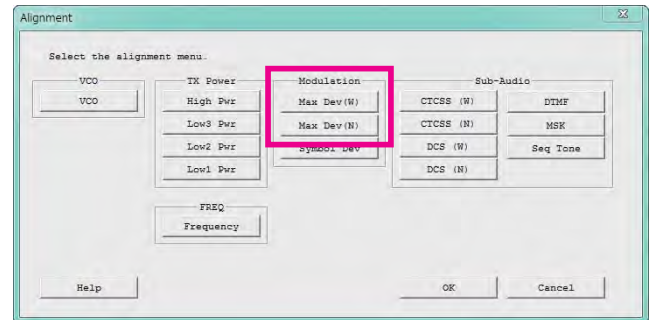 Alignment
Select the alignment menu.
VCO TX Power Modulation Sub-Audio
VCO High Pwr Max Dev(W) CTCSS (W) DTMF
Low3 Pwr Max Dev(N) CTCSS (N) MSK
Low2 Pwr Symbol Dev DCS (W) Seq Tone
Low1 Pwr DCS (N)
FREQ
Frequency
Help OK Cancel